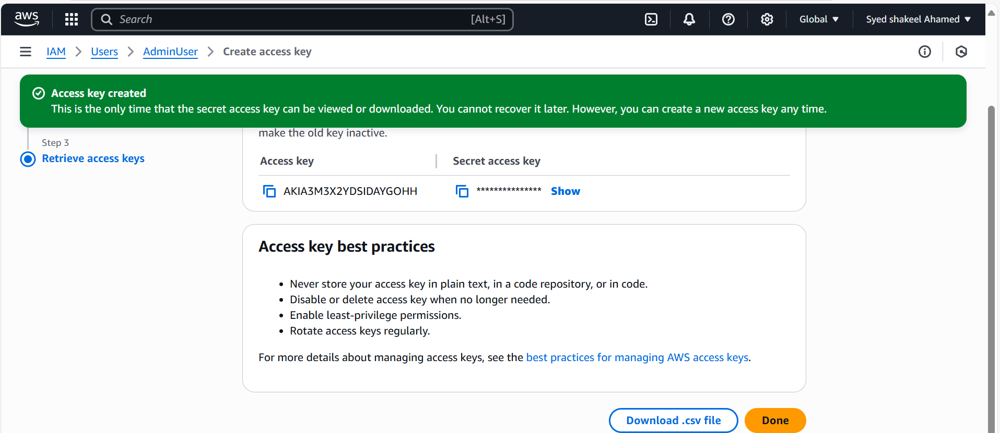 aws
Search
[Alt+S]
Global
Syed shakeel Ahamed
IAM
Users
AdminUser
Create access key
Access key created
This is the only time that the secret access key can be viewed or downloaded. You cannot recover it later. However, you can create a new access key any time.
make the old key inactive.
Step 3
Retrieve access keys
Access key
Secret access key
AKIA3M3X2YDSIDAYGOHH
*************** Show
Access key best practices
• Never store your access key in plain text, in a code repository, or in code.
• Disable or delete access key when no longer needed.
• Enable least-privilege permissions.
• Rotate access keys regularly.
For more details about managing access keys, see the best practices for managing AWS access keys.
Download .csv file
Done